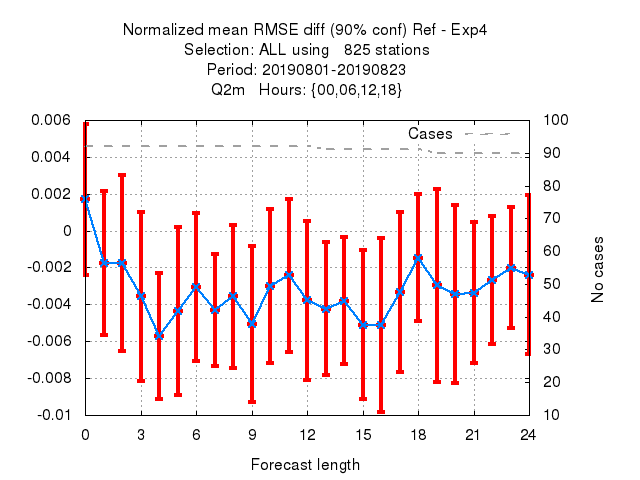 Normalized mean RMSE diff (90% conf) Ref - Exp4
Selection: ALL using   825 stations
Period: 20190801-20190823
Q2m   Hours: {00,06,12,18}
0.006
0.004
0.002
0
-0.002
-0.004
-0.006
-0.008
-0.01
Cases
100
90
80
70
60
50
40
30
20
10
No cases
0 3 6 9 12 15 18 21 24
Forecast length